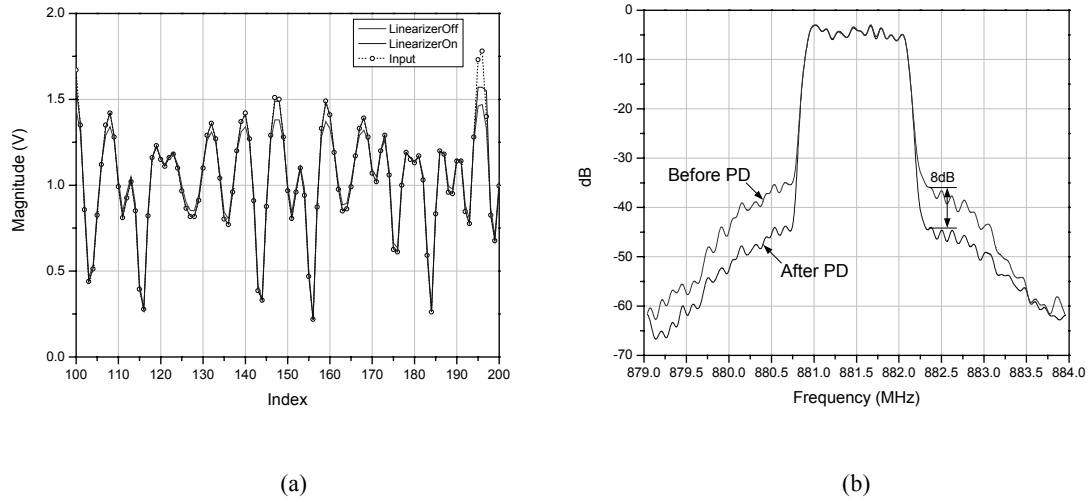 LinearizerOff
LinearizerOn
Input
Magnitude (V)
2.0
1.5
1.0
0.5
0.0
100 110 120 130 140 150 160 170 180 190 200
Index
(a)
dB
0
-10
-20
-30
-40
-50
-60
-70
Before PD
After PD
8dB
879.0 879.5 880.0 880.5 881.0 881.5 882.0 882.5 883.0 883.5 884.0
Frequency (MHz)
(b)